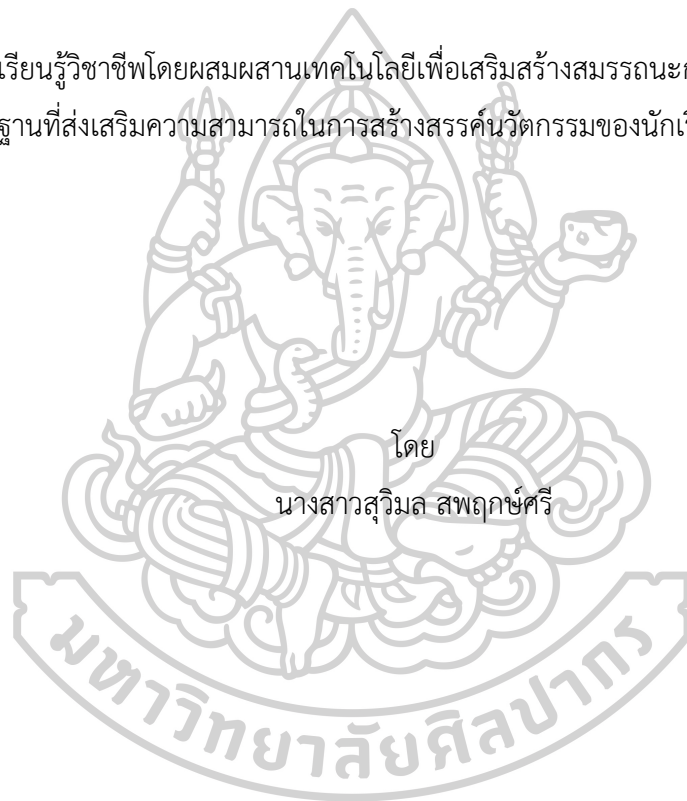 เรียนรู้วิชาชีพโดยผสมผสานเทคโนโลยีเพื่อเสริมสร้างสมรรถนะ
ฐานที่ส่งเสริมความสามารถในการสร้างสรรค์นวัตกรรมของนักเรี
โดย
นางสาวสุวิมล สพฤกษ์ศรี
มหาวิทยาลัยศิลปากร